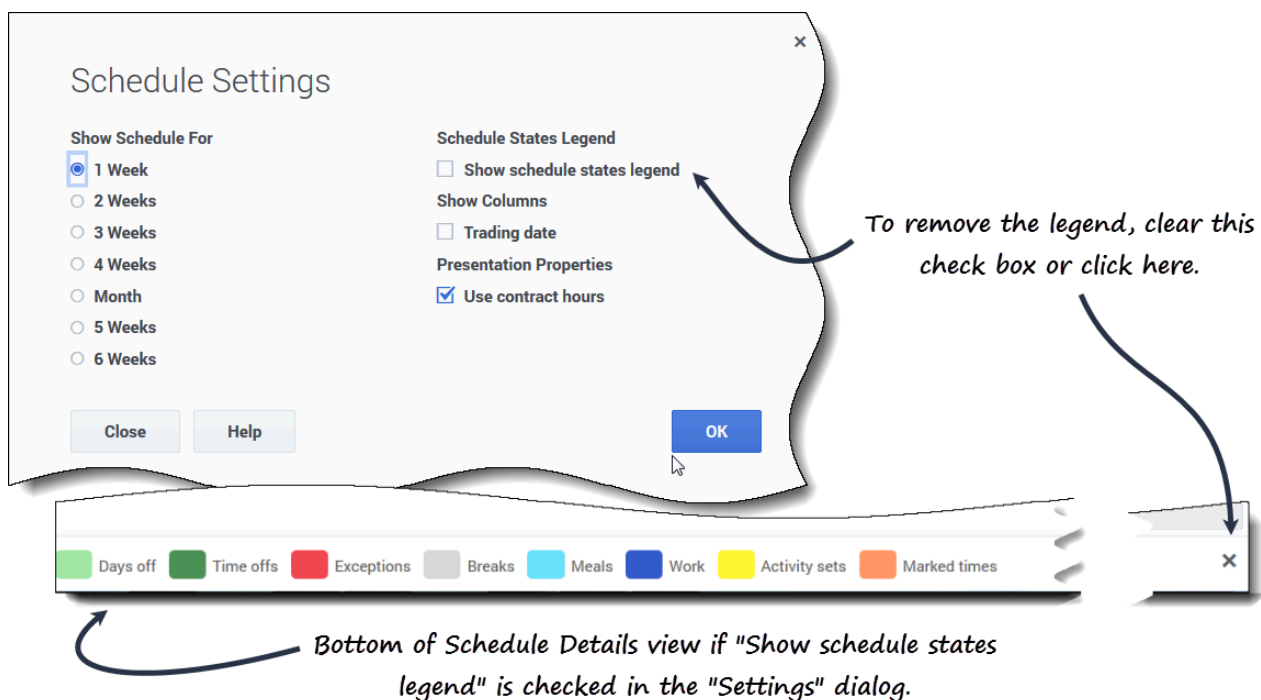 Schedule Settings
Show Schedule For
1 Week
2 Weeks
3 Weeks
4 Weeks
Month
5 Weeks
6 Weeks
Schedule States Legend
Show schedule states legend
Show Columns
Trading date
Presentation Properties
Use contract hours
Close Help OK
To remove the legend, clear this
check box or click here.
Days off Time offs Exceptions Breaks Meals Work Activity sets Marked times
Bottom of Schedule Details view if "Show schedule states
legend" is checked in the "Settings" dialog.